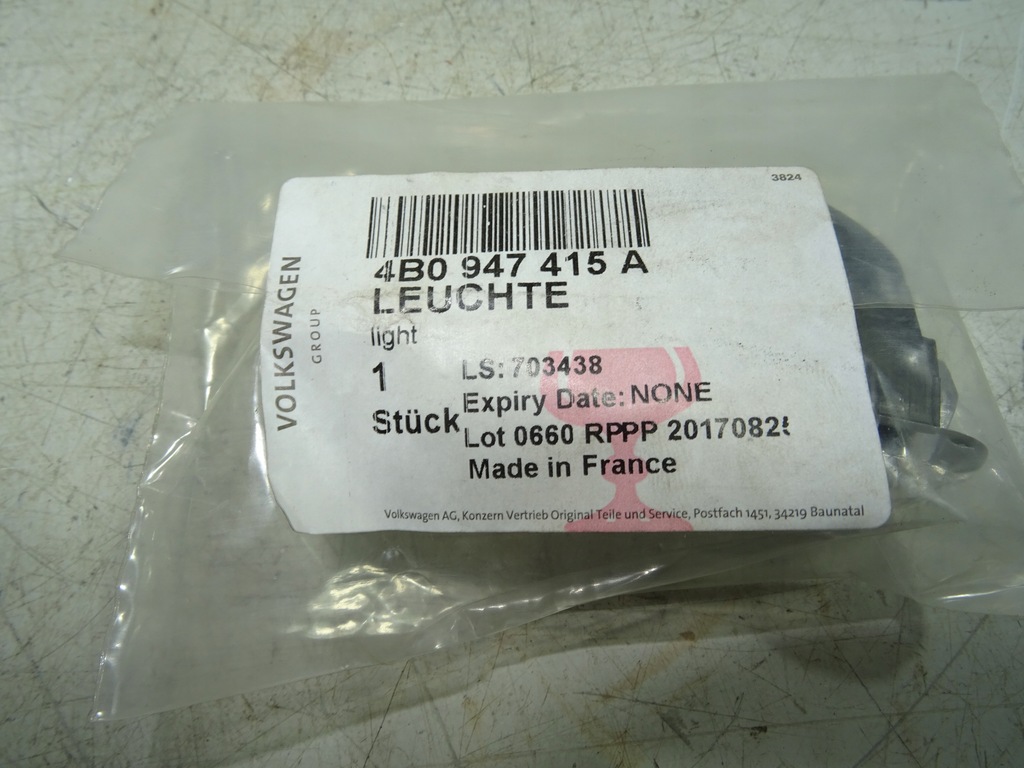 3824
VOLKSWAGEN
GROUP
4B0 947 415 A
LEUCHTE
light
1
Stück
LS: 703438
Expiry Date: NONE
Lot 0660 RPPP 2017082
Made in France
Volkswagen AG, Konzern Vertrieb Original Teile und Service, Postfach 1451, 34219 Baunatal